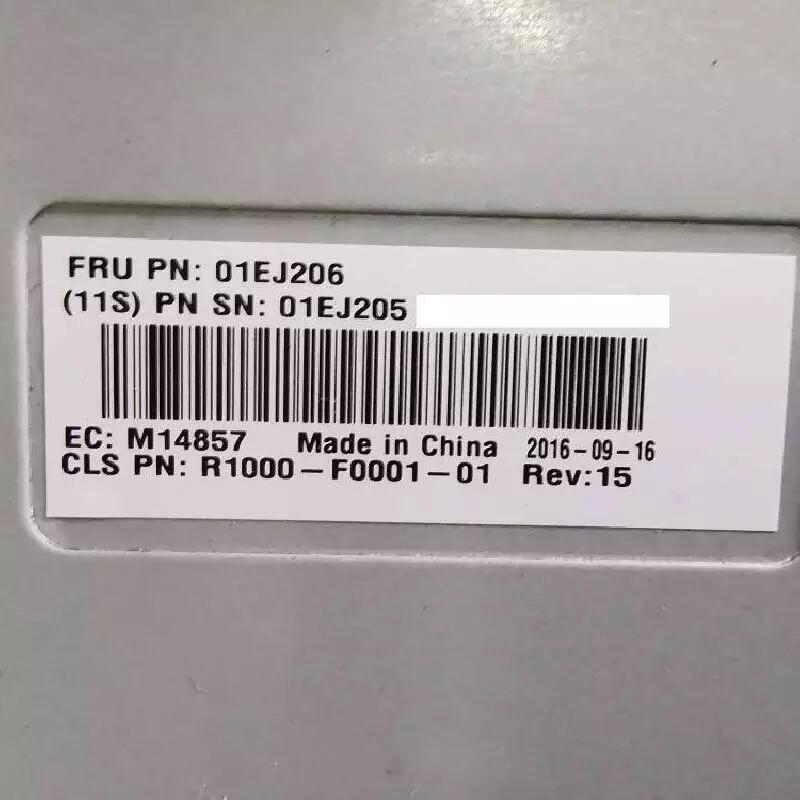 FRU PN: 01EJ206
(11S) PN SN: 01EJ205
EC: M14857 Made in China 2016-09-16
CLS PN: R1000-F0001-01 Rev:15